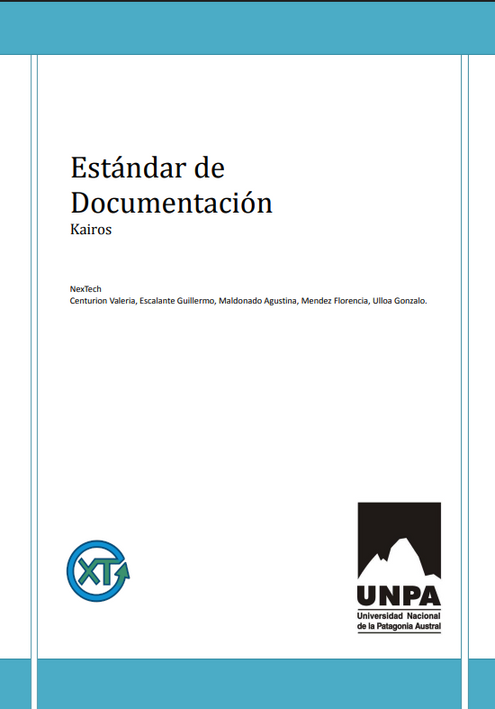 Estándar de
Documentación
Kairos
NexTech
Centurion Valeria, Escalante Guillermo, Maldonado Agustina, Mendez Florencia, Ulloa Gonzalo.
XT
UNPA
Universidad Nacional
de la Patagonia Austral